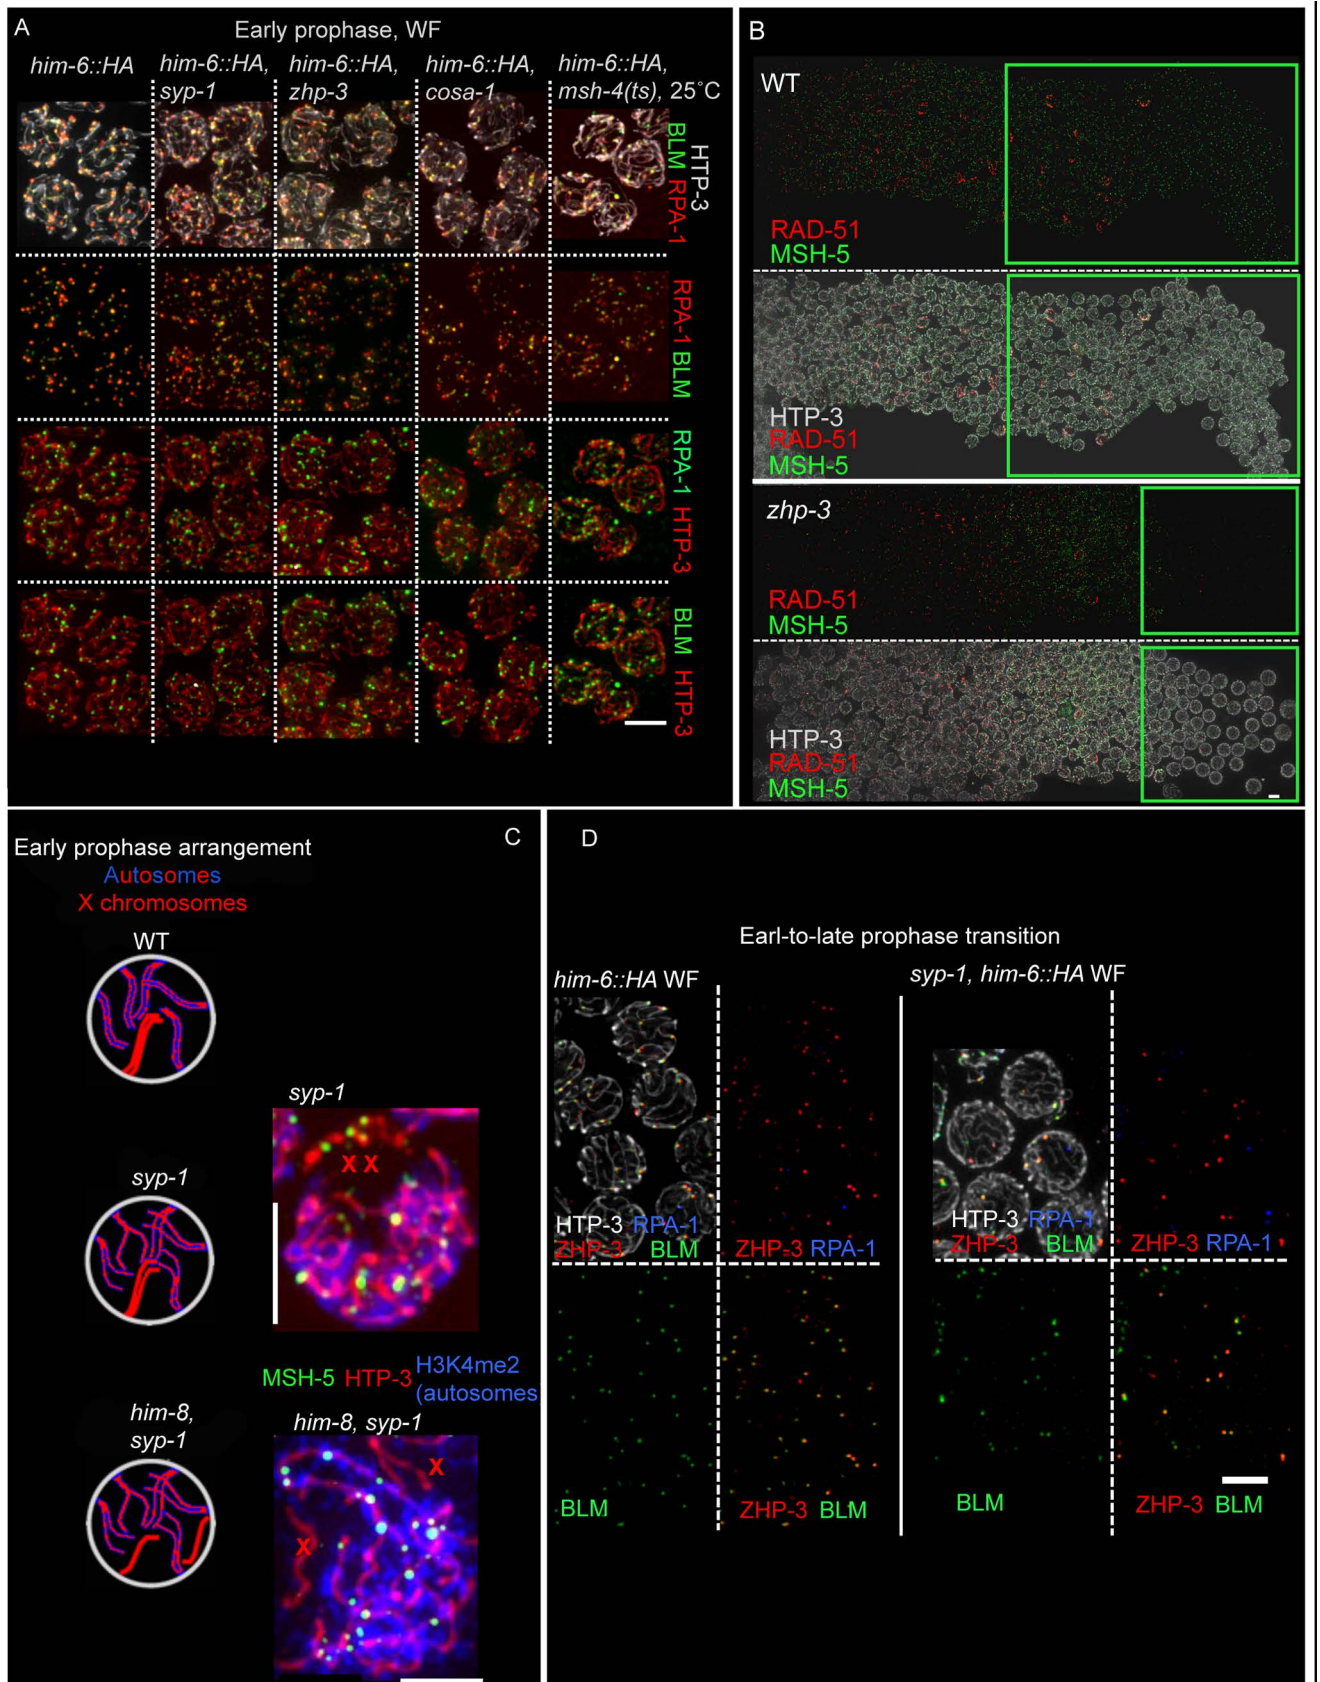 A
Early prophase, WF
him-6::HA
him-6::HA,
syp-1
him-6::HA,
zhp-3
him-6::HA,
cosa-1
him-6::HA,
msh-4(ts), 25°C
HTP-3
BLM RPA-1
RPA-1 BLM
RPA-1 HTP-3
BLM HTP-3
B
WT
RAD-51
MSH-5
HTP-3
RAD-51
MSH-5
zhp-3
RAD-51
MSH-5
HTP-3
RAD-51
MSH-5
C
Early prophase arrangement
Autosomes
X chromosomes
WT
syp-1
him-8,
syp-1
syp-1
X X
MSH-5 HTP-3 H3K4me2
(autosomes
him-8, syp-1
X
X
D
Earl-to-late prophase transition
him-6::HA WF
HTP-3 RPA-1
ZHP-3 BLM
ZHP-3 RPA-1
BLM
ZHP-3 BLM
syp-1, him-6::HA WF
HTP-3 RPA-1
ZHP-3 BLM
ZHP-3 RPA-1
BLM
ZHP-3 BLM